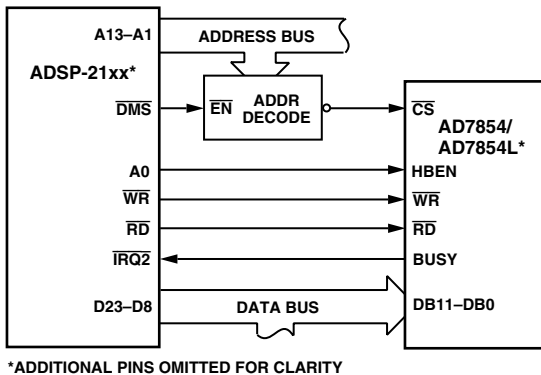 A13–A1
ADDRESS BUS
ADSP-21xx*
DMS
EN
ADDR
DECODE
CS
AD7854/
AD7854L*
A0
HBEN
WR
WR
RD
RD
IRQ2
BUSY
D23–D8
DATA BUS
DB11–DB0
*ADDITIONAL PINS OMITTED FOR CLARITY